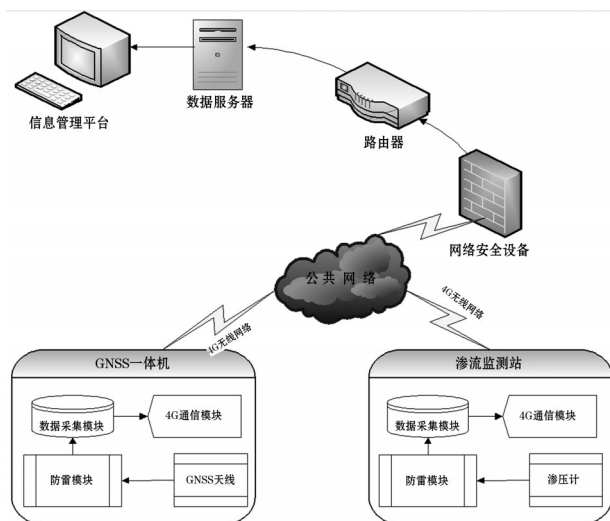 信息管理平台
数据服务器
路由器
网络安全设备
公共网络
4G无线网络
4G无线网络
GNSS一体机
数据采集模块
4G通信模块
防雷模块
GNSS天线
渗流监测站
数据采集模块
4G通信模块
防雷模块
渗压计